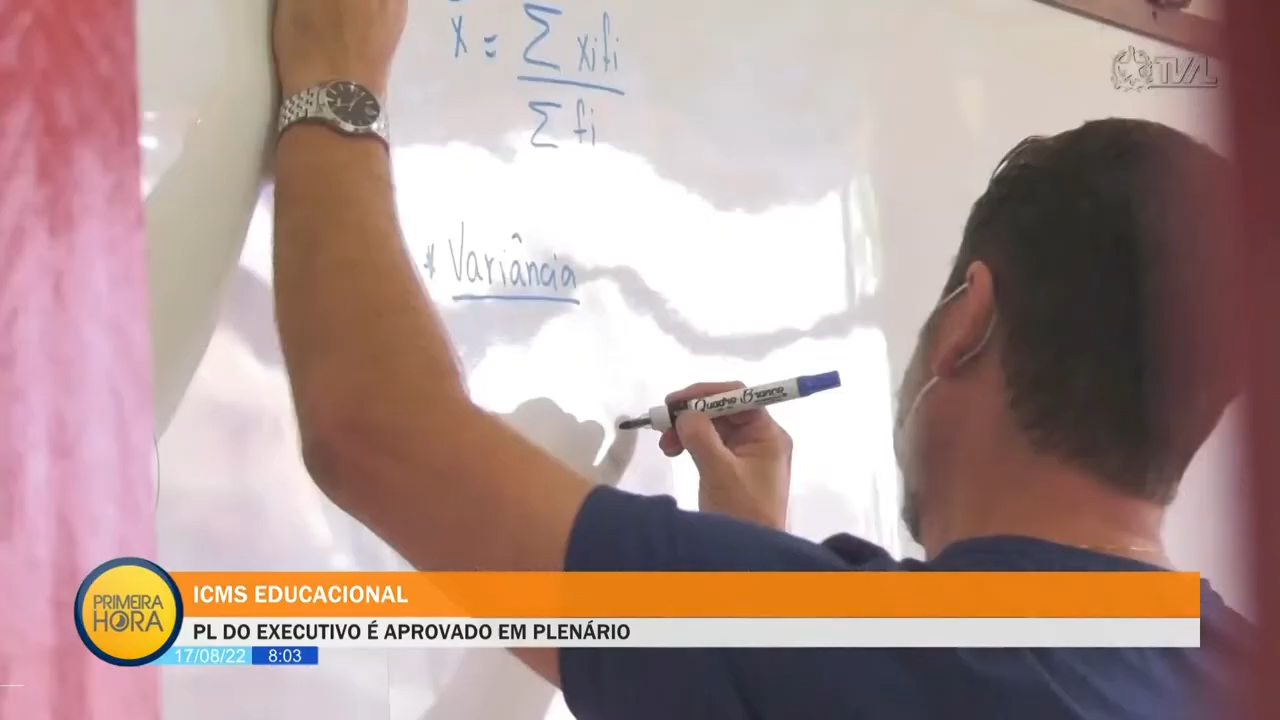 x = Σ xifi
Σ fi
TVAL
* Variância
Quadro Branco
ICMS EDUCACIONAL
PRIMEIRA
HORA
PL DO EXECUTIVO É APROVADO EM PLENÁRIO
17/08/22 8:03